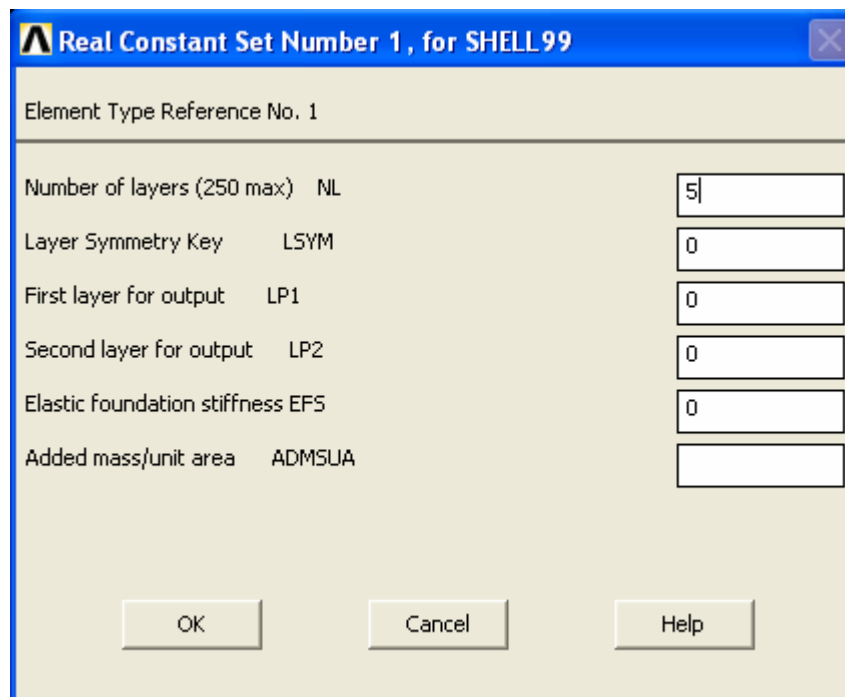 Real Constant Set Number 1, for SHELL99
Element Type Reference No. 1
Number of layers (250 max) NL 5
Layer Symmetry Key LSYM 0
First layer for output LP1 0
Second layer for output LP2 0
Elastic foundation stiffness EFS 0
Added mass/unit area ADMSUA
OK Cancel Help